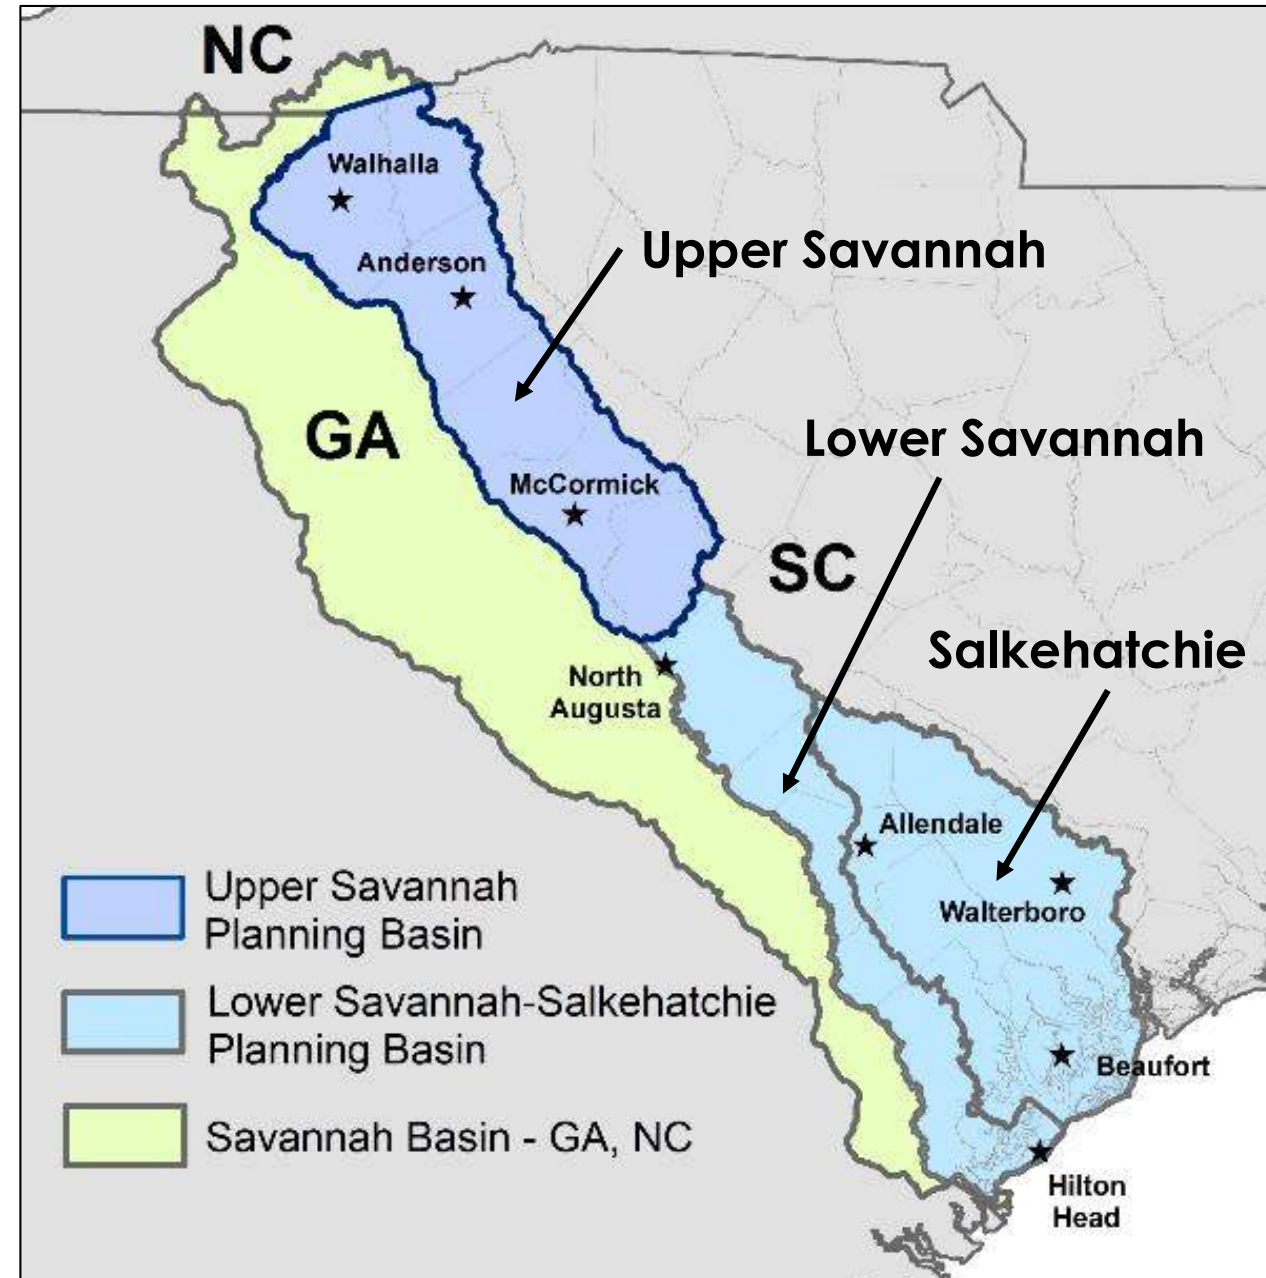 NC
Walhalla
Upper Savannah
Anderson
Lower Savannah
GA
McCormick
SC
Salkehatchie
North
Augusta
Allendale
Upper Savannah
Planning Basin
Walterboro
Lower Savannah-Salkehatchie
Planning Basin
Beaufort
Savannah Basin - GA, NC
Hilton
Head